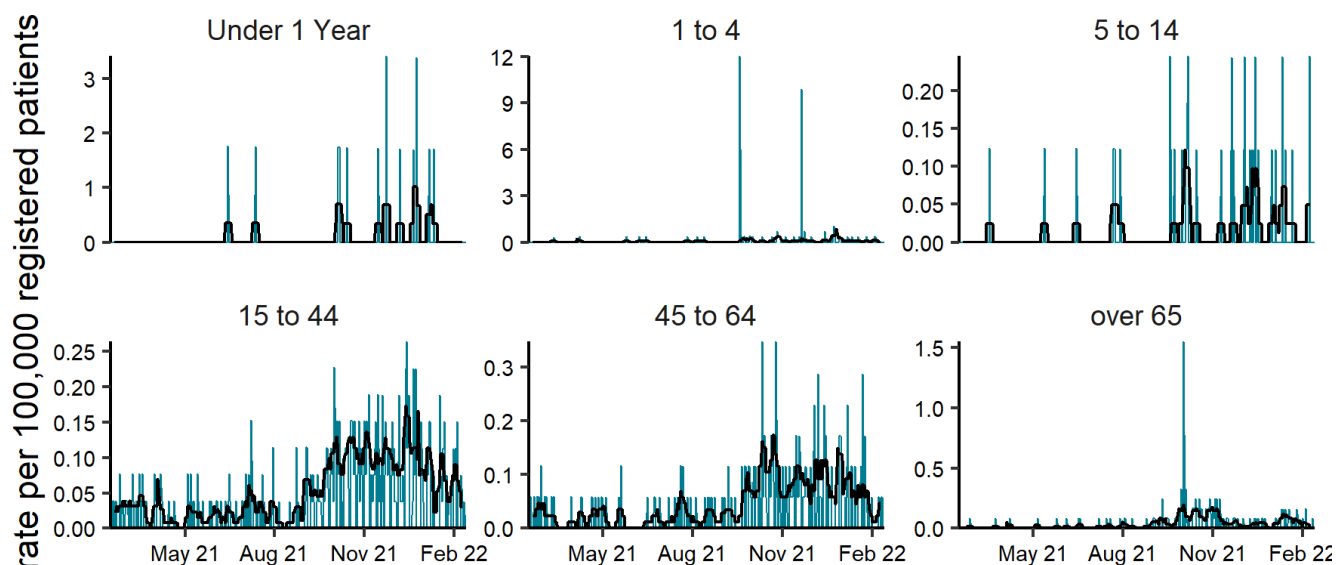 rate per 100,000 registered patients
Under 1 Year
3
2
1
0
1 to 4
12
9
6
3
0
5 to 14
0.20
0.15
0.10
0.05
0.00
15 to 44
0.25
0.20
0.15
0.10
0.05
0.00
May 21 Aug 21 Nov 21 Feb 22
45 to 64
0.3
0.2
0.1
0.0
May 21 Aug 21 Nov 21 Feb 22
over 65
1.5
1.0
0.5
0.0
May 21 Aug 21 Nov 21 Feb 22